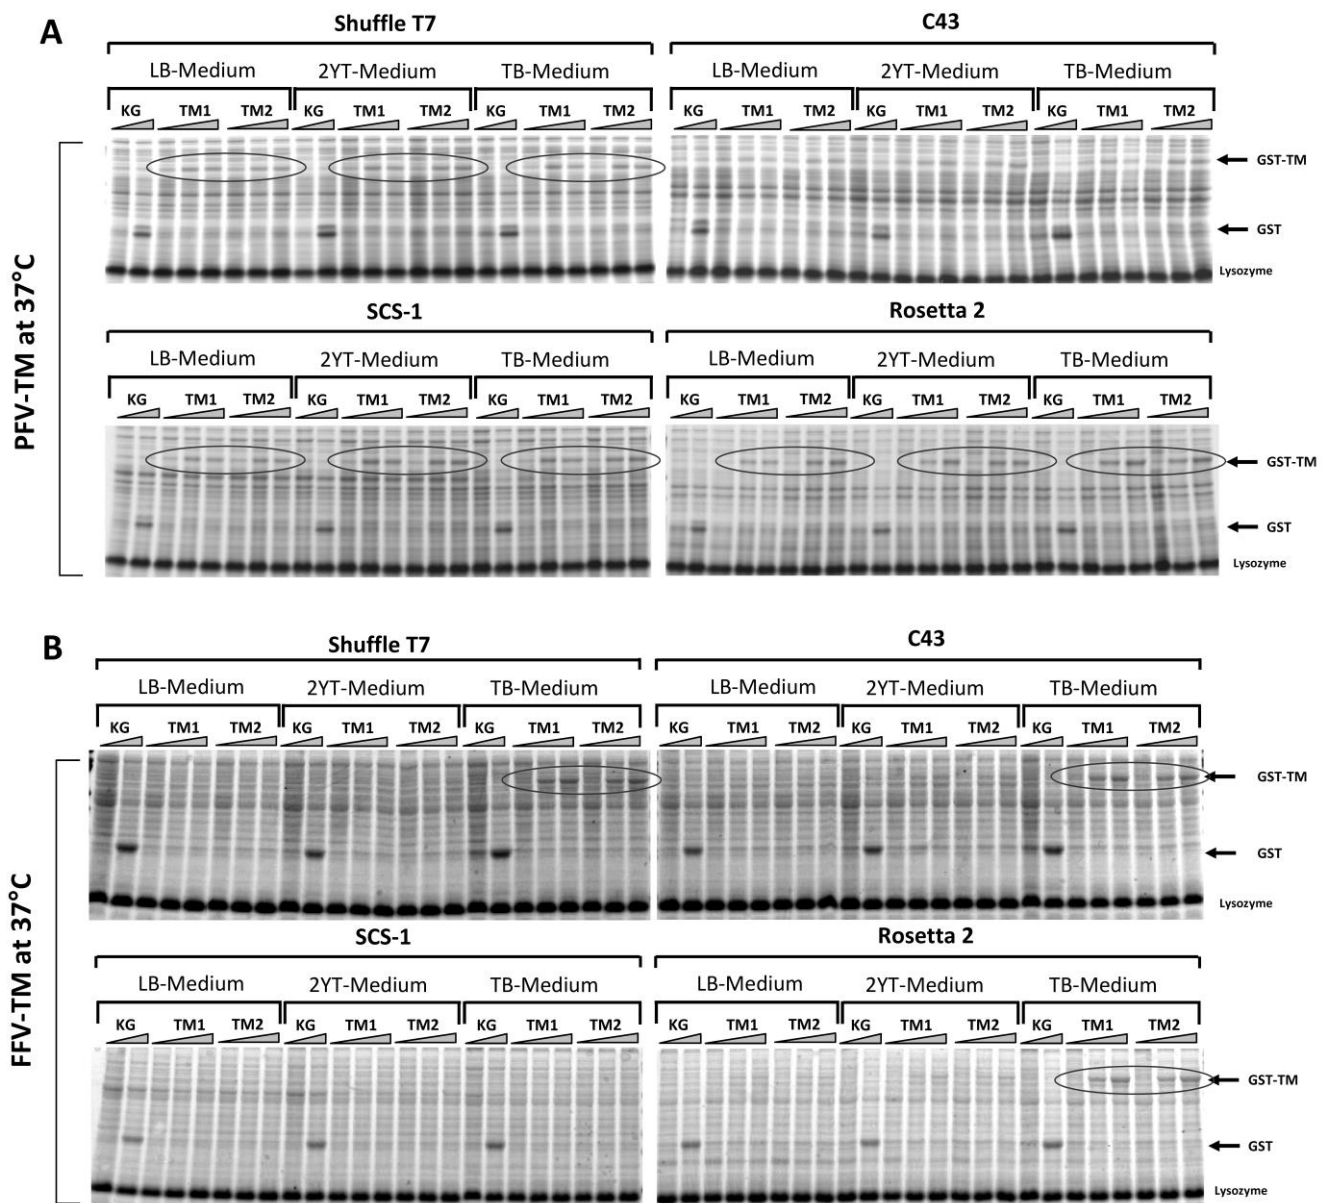 A
Shuffle T7
C43
LB-Medium 2YT-Medium TB-Medium LB-Medium 2YT-Medium TB-Medium
KG TM1 TM2 KG TM1 TM2 KG TM1 TM2 KG TM1 TM2 KG TM1 TM2 KG TM1 TM2
GST-TM
GST
Lysozyme
PFV-TM at 37°C
SCS-1
Rosetta 2
LB-Medium 2YT-Medium TB-Medium LB-Medium 2YT-Medium TB-Medium
KG TM1 TM2 KG TM1 TM2 KG TM1 TM2 KG TM1 TM2 KG TM1 TM2 KG TM1 TM2
GST-TM
GST
Lysozyme
B
Shuffle T7
C43
LB-Medium 2YT-Medium TB-Medium LB-Medium 2YT-Medium TB-Medium
KG TM1 TM2 KG TM1 TM2 KG TM1 TM2 KG TM1 TM2 KG TM1 TM2 KG TM1 TM2
GST-TM
GST
Lysozyme
FFV-TM at 37°C
SCS-1
Rosetta 2
LB-Medium 2YT-Medium TB-Medium LB-Medium 2YT-Medium TB-Medium
KG TM1 TM2 KG TM1 TM2 KG TM1 TM2 KG TM1 TM2 KG TM1 TM2 KG TM1 TM2
GST-TM
GST
Lysozyme